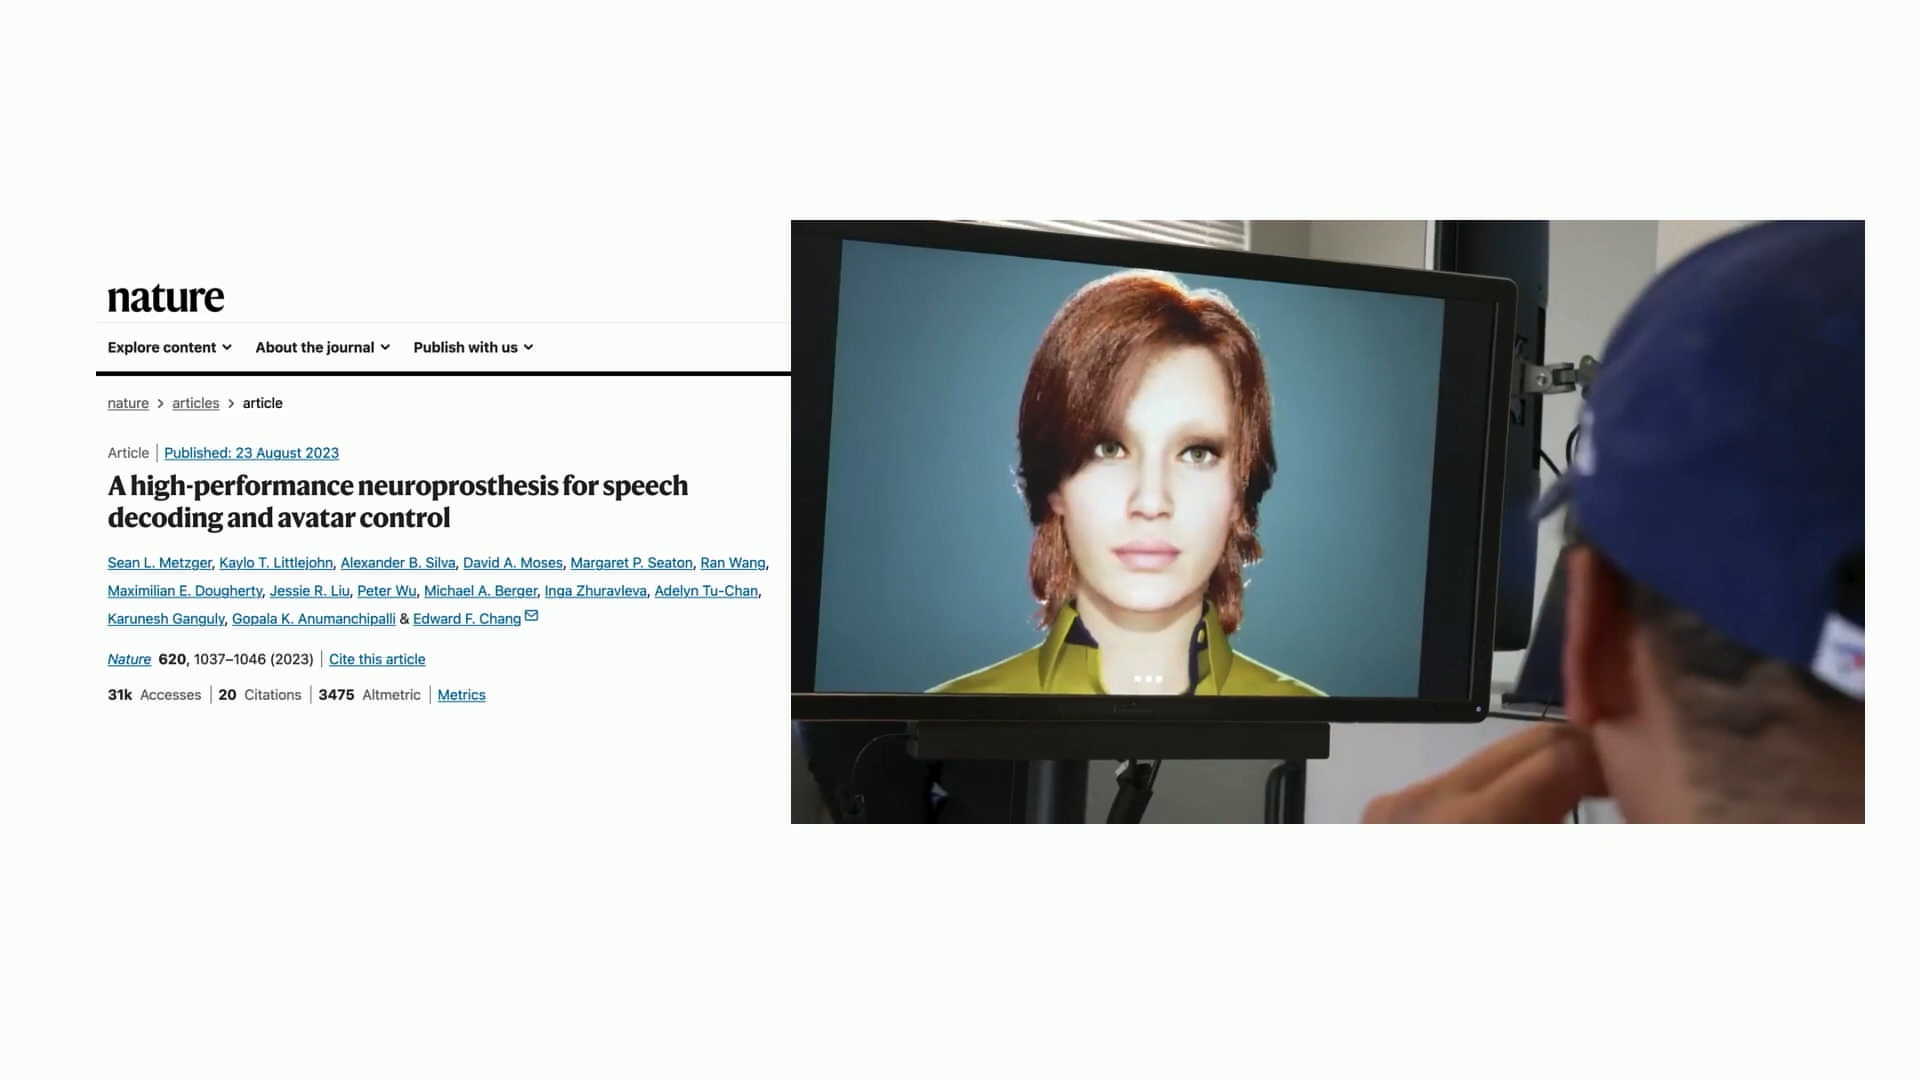 nature
Explore content About the journal Publish with us
nature > articles > article
Article | Published: 23 August 2023
A high-performance neuroprosthesis for speech
decoding and avatar control
Sean L. Metzger, Kaylo T. Littlejohn, Alexander B. Silva, David A. Moses, Margaret P. Seaton, Ran Wang,
Maximilian E. Dougherty, Jessie R. Liu, Peter Wu, Michael A. Berger, Inga Zhuravleva, Adelyn Tu-Chan,
Karunesh Ganguly, Gopala K. Anumanchipalli & Edward F. Chang
Nature 620, 1037–1046 (2023) | Cite this article
31k Accesses | 20 Citations | 3475 Altmetric | Metrics